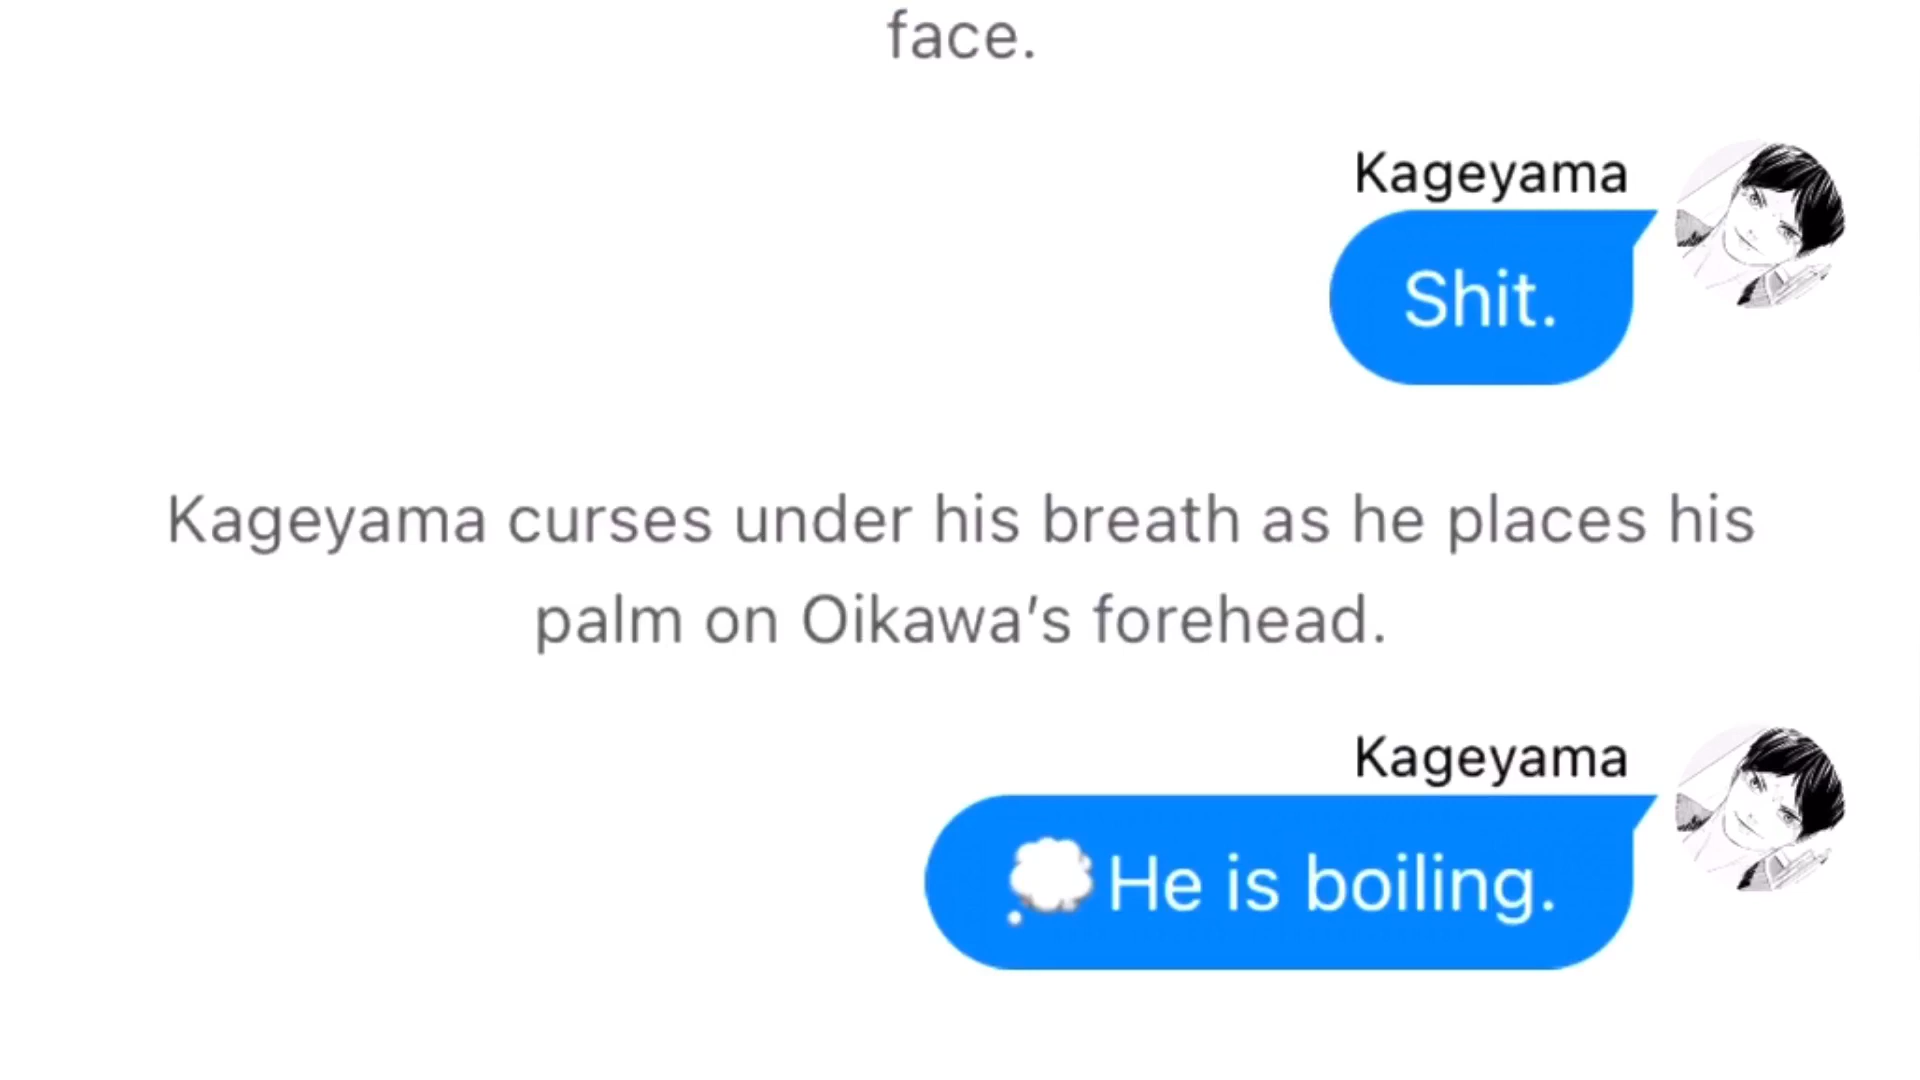 face.
Kageyama
Shit.
Kageyama curses under his breath as he places his
palm on Oikawa’s forehead.
Kageyama
💭He is boiling.